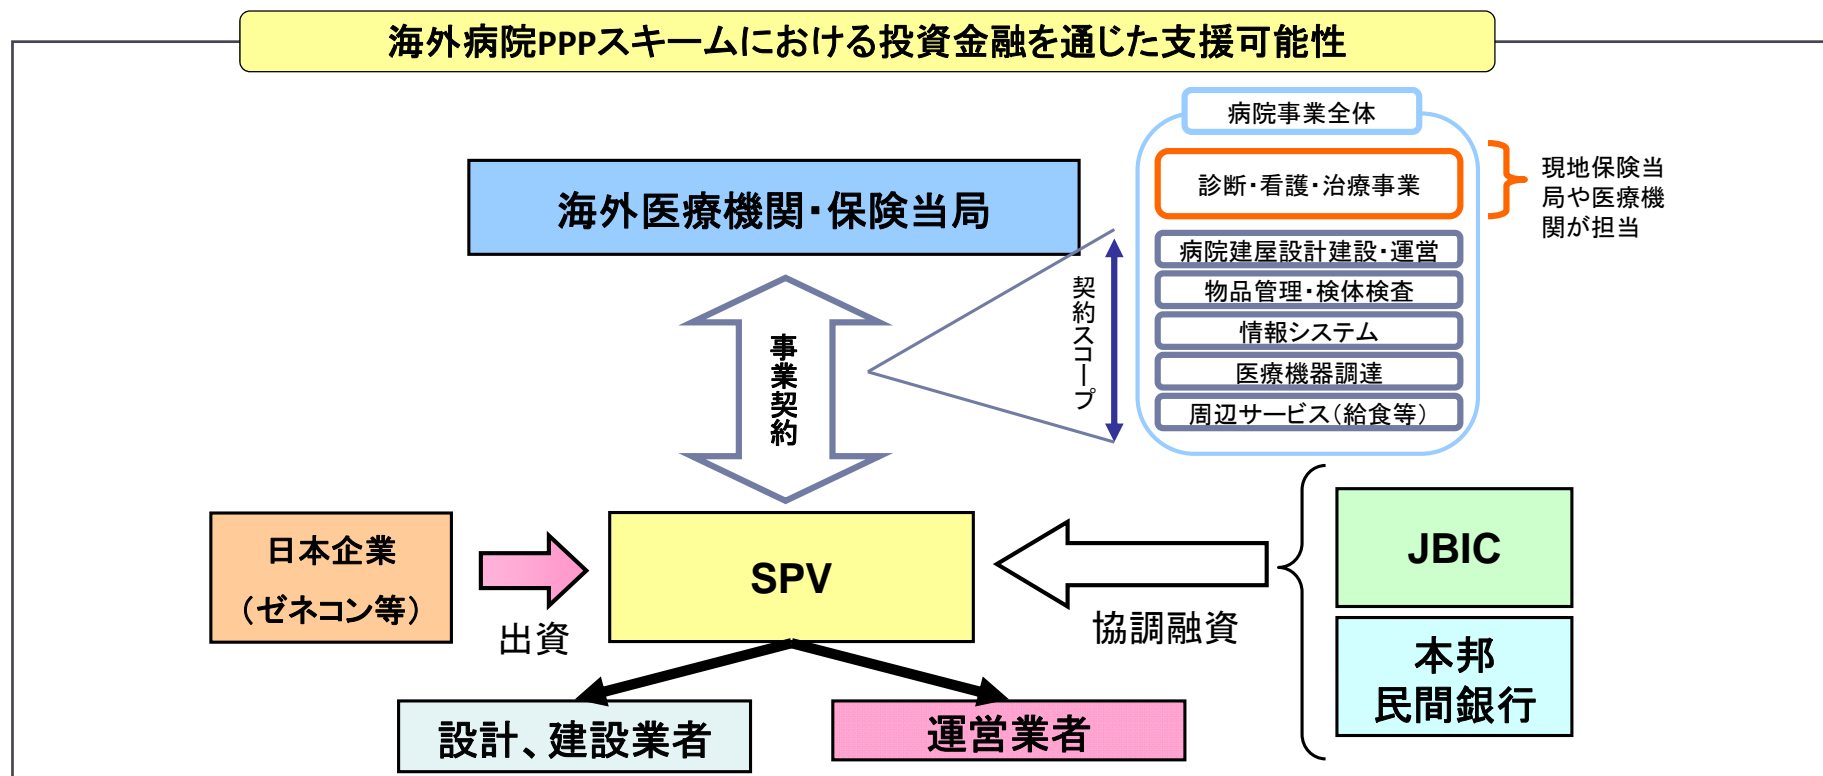 海外病院PPPスキームにおける投資金融を通じた支援可能性
病院事業全体
診断・看護・治療事業
現地保険当
局や医療機
関が担当
海外医療機関・保険当局
病院建屋設計建設・運営
物品管理・検体検査
情報システム
医療機器調達
周辺サービス(給食等)
契約スコープ
事業契約
日本企業
(ゼネコン等)
出資
SPV
協調融資
JBIC
本邦
民間銀行
設計、建設業者
運営業者